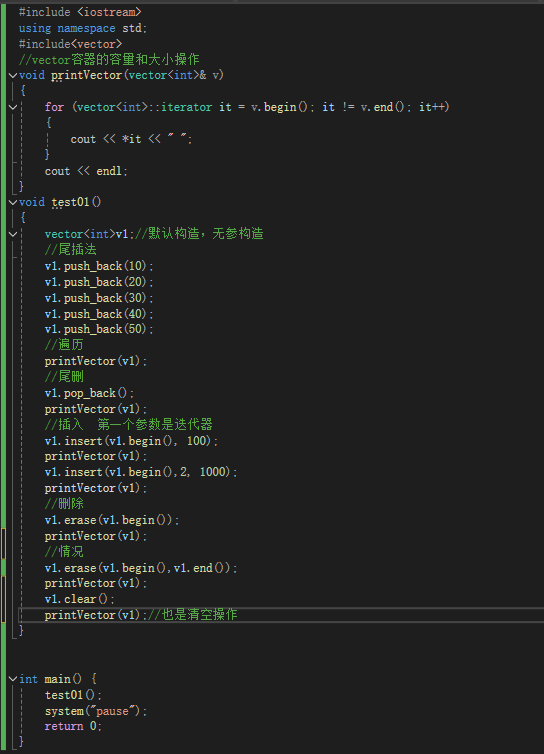 #include <iostream>
using namespace std;
#include<vector>
//vector容器的容量和大小操作
void printVector(vector<int>& v)
{
for (vector<int>::iterator it = v.begin(); it != v.end(); it++)
{
cout << *it << " ";
}
cout << endl;
}
void test01()
{
vector<int>v1;//默认构造，无参构造
//尾插法
v1.push_back(10);
v1.push_back(20);
v1.push_back(30);
v1.push_back(40);
v1.push_back(50);
//遍历
printVector(v1);
//尾删
v1.pop_back();
printVector(v1);
//插入  第一个参数是迭代器
v1.insert(v1.begin(), 100);
printVector(v1);
v1.insert(v1.begin(),2, 1000);
printVector(v1);
//删除
v1.erase(v1.begin());
printVector(v1);
//情况
v1.erase(v1.begin(),v1.end());
printVector(v1);
v1.clear();
printVector(v1);//也是清空操作
}
int main() {
test01();
system("pause");
return 0;
}